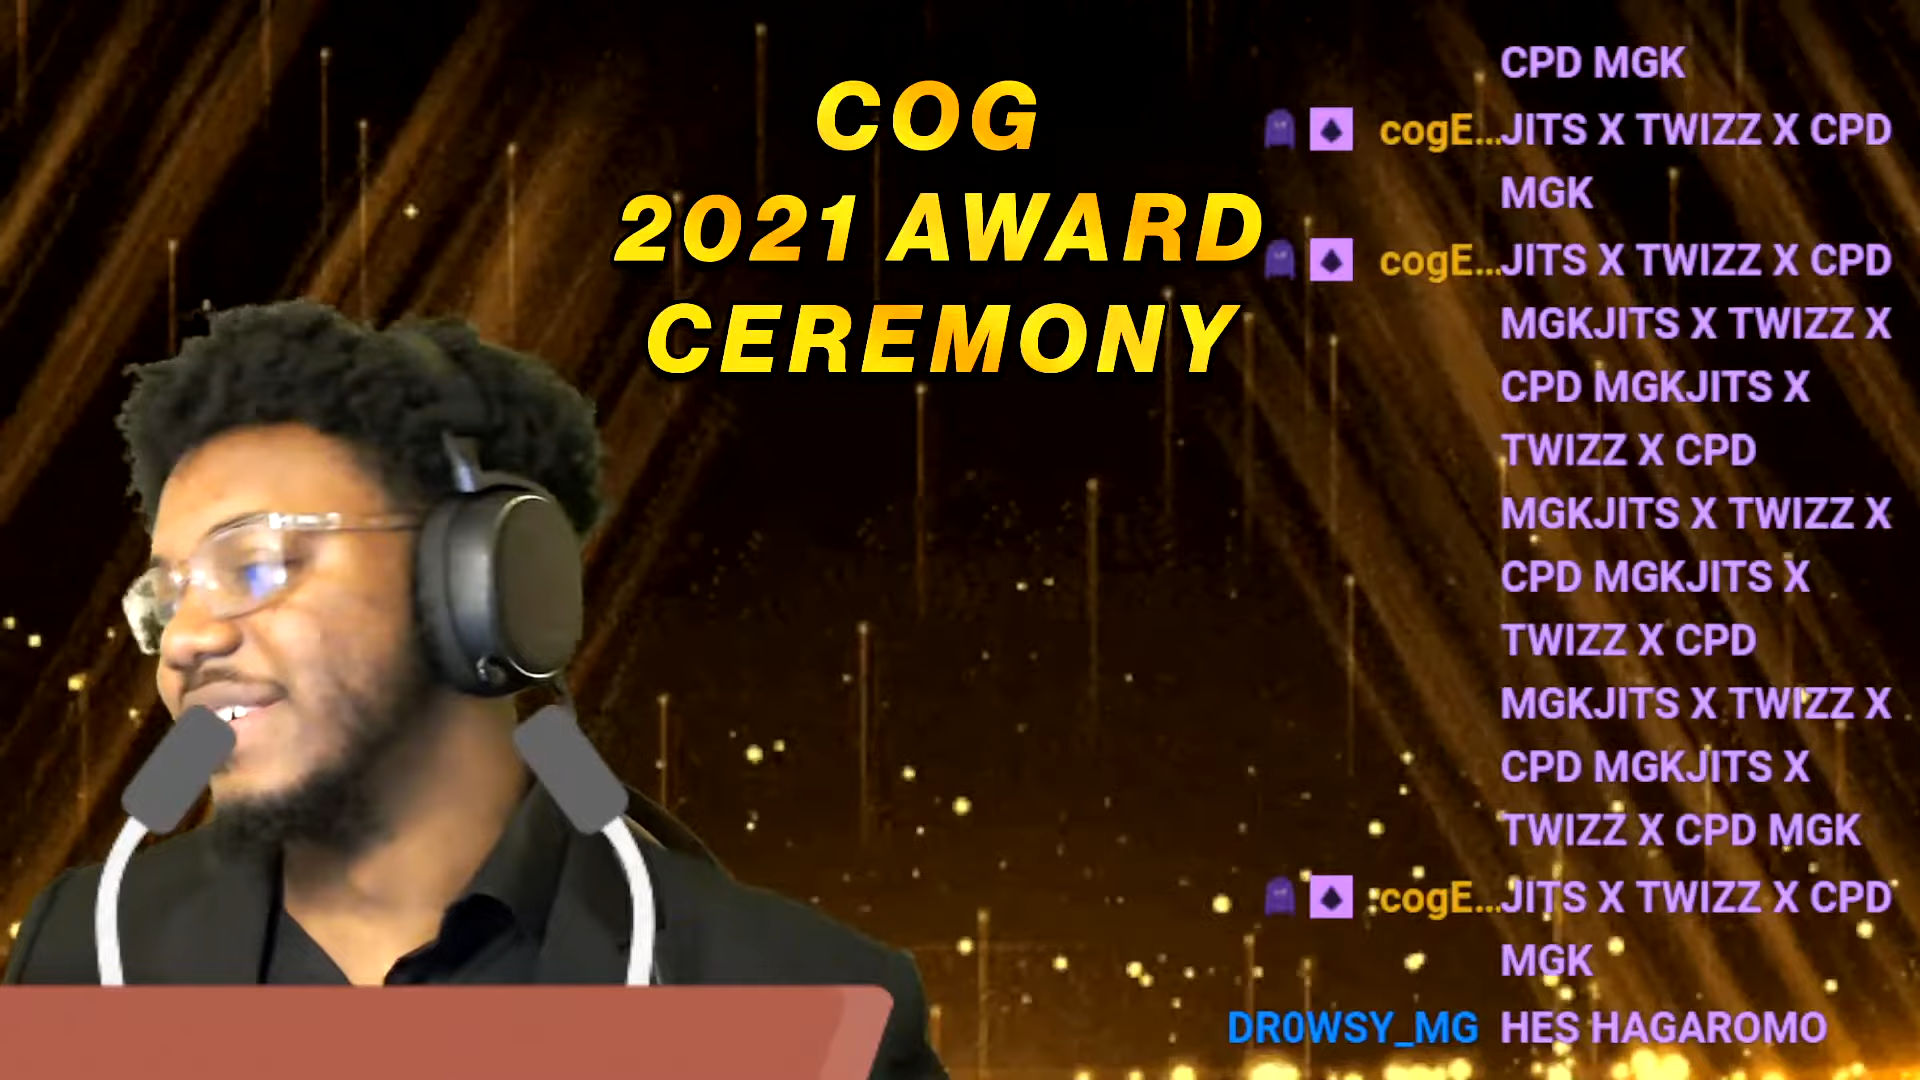 COG
2021 AWARD
CEREMONY
CPD MGK
cogE...JITS X TWIZZ X CPD
MGK
cogE...JITS X TWIZZ X CPD
MGKJITS X TWIZZ X
CPD MGKJITS X
TWIZZ X CPD
MGKJITS X TWIZZ X
CPD MGKJITS X
TWIZZ X CPD
MGKJITS X TWIZZ X
CPD MGKJITS X
TWIZZ X CPD MGK
cogE...JITS X TWIZZ X CPD
MGK
DR0WSY_MG HES HAGAROMO